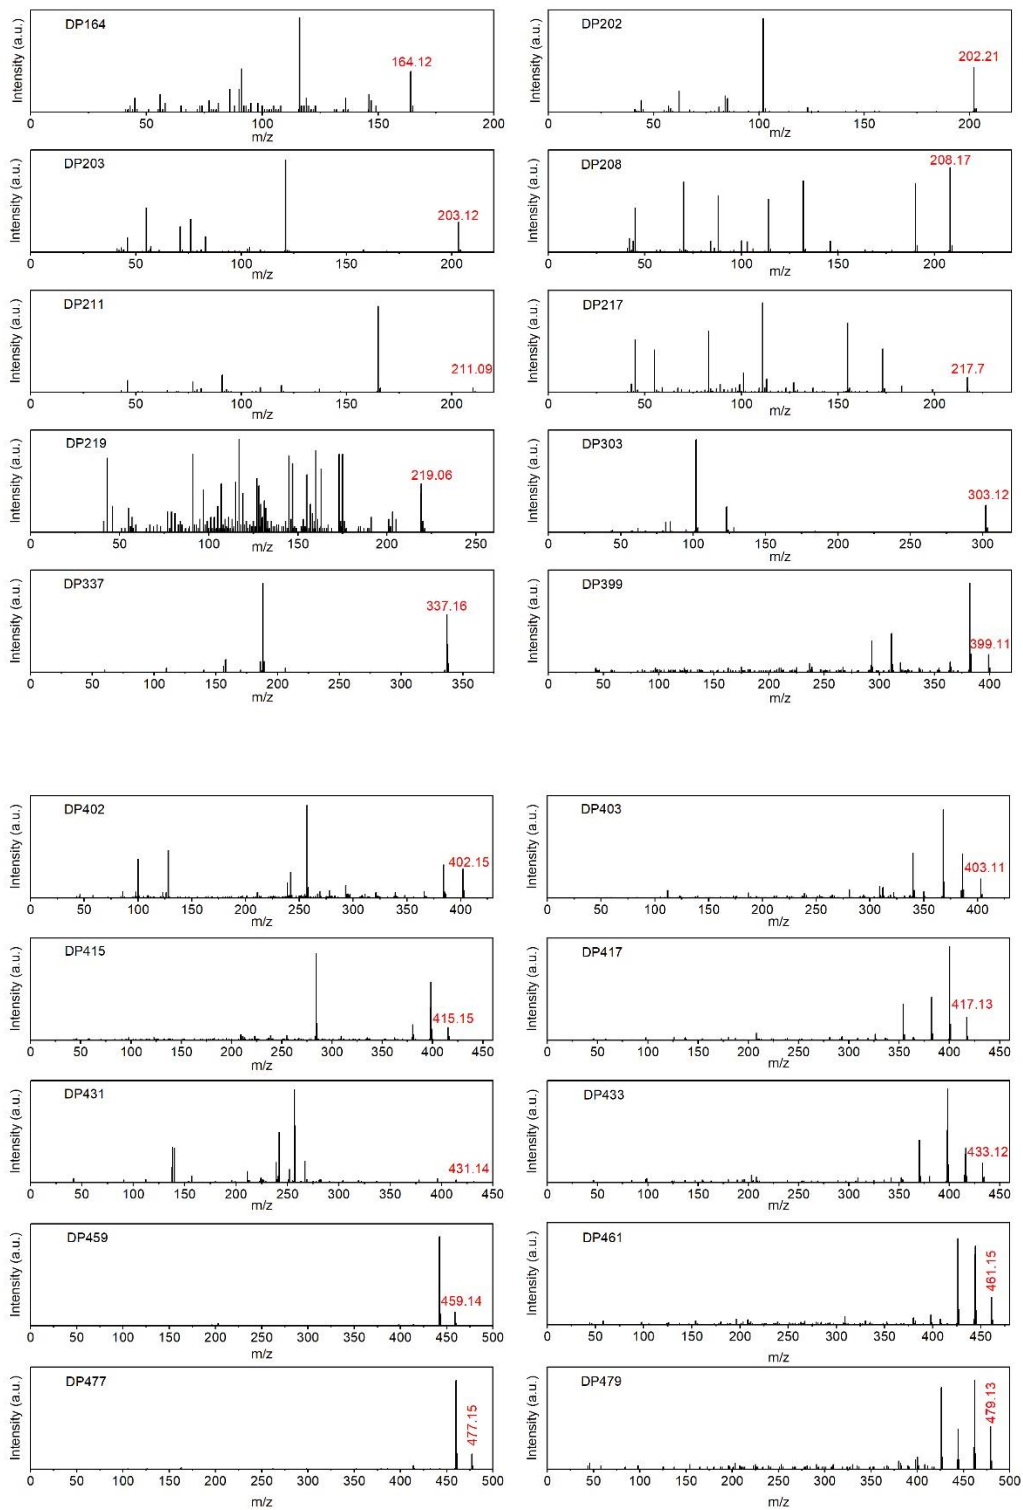 DP164
164.12
Intensity (a.u.)
0 50 100 150 200
m/z
DP202
202.21
Intensity (a.u.)
0 50 100 150 200
m/z
DP203
203.12
Intensity (a.u.)
0 50 100 150 200
m/z
DP208
208.17
Intensity (a.u.)
0 50 100 150 200
m/z
DP211
211.09
Intensity (a.u.)
0 50 100 150 200
m/z
DP217
217.7
Intensity (a.u.)
0 50 100 150 200
m/z
DP219
219.06
Intensity (a.u.)
0 50 100 150 200 250
m/z
DP303
303.12
Intensity (a.u.)
0 50 100 150 200 250 300
m/z
DP337
337.16
Intensity (a.u.)
0 50 100 150 200 250 300 350
m/z
DP399
399.11
Intensity (a.u.)
0 50 100 150 200 250 300 350 400
m/z
DP402
402.15
Intensity (a.u.)
0 50 100 150 200 250 300 350 400
m/z
DP403
403.11
Intensity (a.u.)
0 50 100 150 200 250 300 350 400
m/z
DP415
415.15
Intensity (a.u.)
0 50 100 150 200 250 300 350 400 450
m/z
DP417
417.13
Intensity (a.u.)
0 50 100 150 200 250 300 350 400 450
m/z
DP431
431.14
Intensity (a.u.)
0 50 100 150 200 250 300 350 400 450
m/z
DP433
433.12
Intensity (a.u.)
0 50 100 150 200 250 300 350 400 450
m/z
DP459
459.14
Intensity (a.u.)
0 50 100 150 200 250 300 350 400 450 500
m/z
DP461
461.15
Intensity (a.u.)
0 50 100 150 200 250 300 350 400 450
m/z
DP477
477.15
Intensity (a.u.)
0 50 100 150 200 250 300 350 400 450 500
m/z
DP479
479.13
Intensity (a.u.)
0 50 100 150 200 250 300 350 400 450 500
m/z